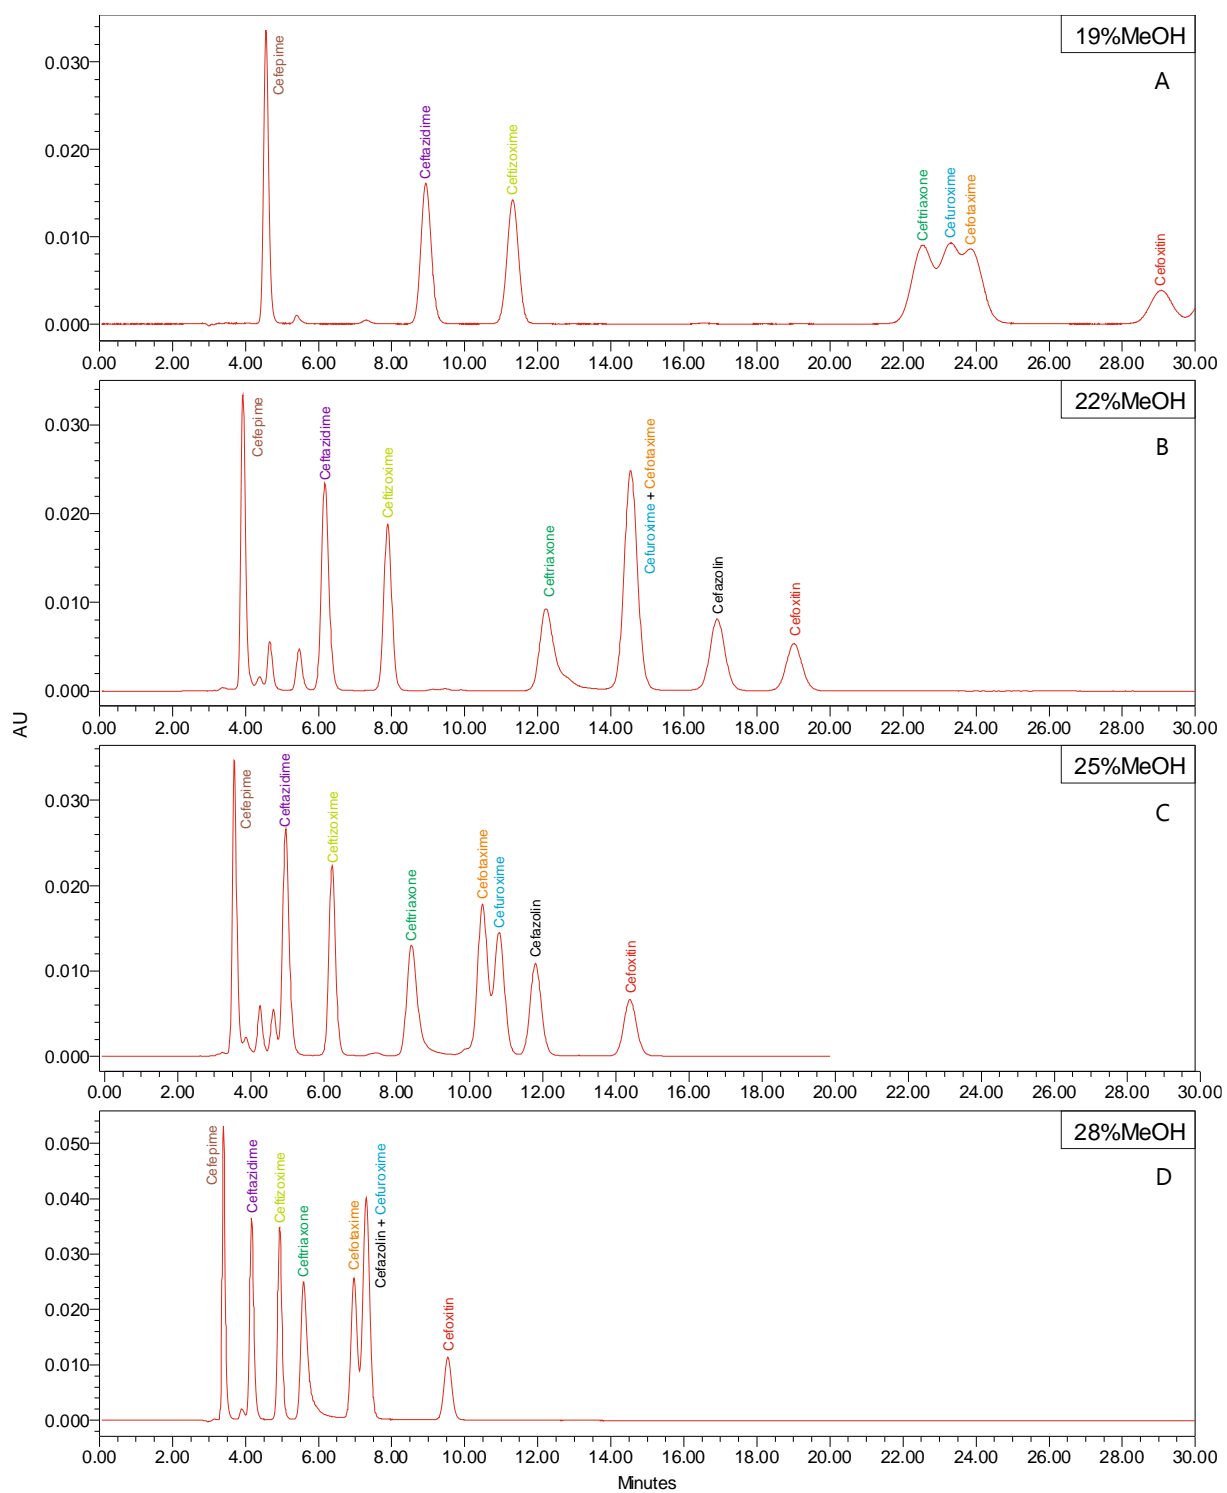 19%MeOH
A
0.030
0.020
0.010
0.000
Cefepime
Ceftazidime
Ceftizoxime
Ceftriaxone
Cefuroxime
Cefotaxime
Cefoxitin
0.00 2.00 4.00 6.00 8.00 10.00 12.00 14.00 16.00 18.00 20.00 22.00 24.00 26.00 28.00 30.00
22%MeOH
B
0.030
0.020
0.010
0.000
Cefepime
Ceftazidime
Ceftizoxime
Ceftriaxone
Cefuroxime + Cefotaxime
Cefazolin
Cefoxitin
0.00 2.00 4.00 6.00 8.00 10.00 12.00 14.00 16.00 18.00 20.00 22.00 24.00 26.00 28.00 30.00
AU
25%MeOH
C
0.030
0.020
0.010
0.000
Cefepime
Ceftazidime
Ceftizoxime
Ceftriaxone
Cefotaxime
Cefuroxime
Cefazolin
Cefoxitin
0.00 2.00 4.00 6.00 8.00 10.00 12.00 14.00 16.00 18.00 20.00 22.00 24.00 26.00 28.00 30.00
28%MeOH
D
0.050
0.040
0.030
0.020
0.010
0.000
Cefepime
Ceftazidime
Ceftizoxime
Ceftriaxone
Cefotaxime
Cefazolin + Cefuroxime
Cefoxitin
0.00 2.00 4.00 6.00 8.00 10.00 12.00 14.00 16.00 18.00 20.00 22.00 24.00 26.00 28.00 30.00
Minutes